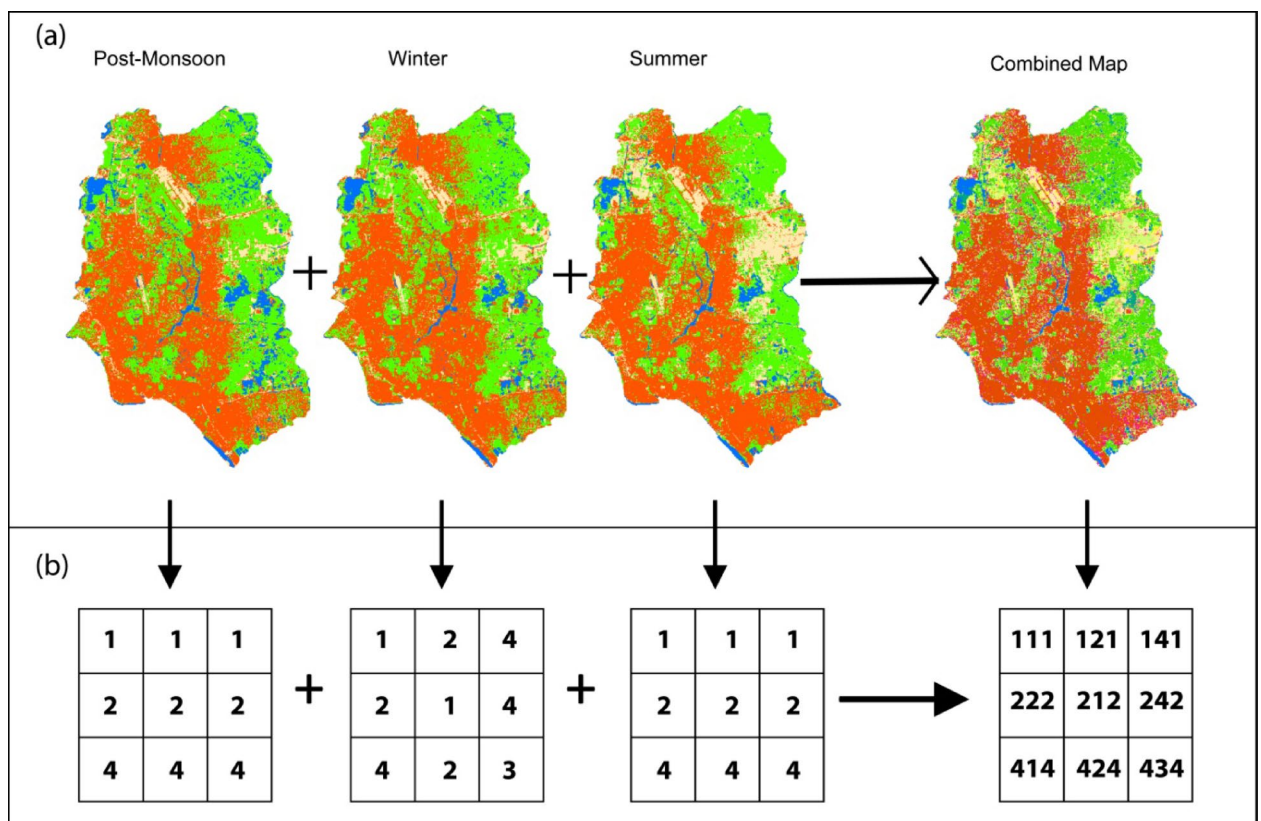 (a)
Post-Monsoon Winter Summer Combined Map
+ +
(b)
1 1 1 1 2 4 1 1 1 111 121 141
2 2 2 + 2 1 4 + 2 2 2 222 212 242
4 4 4 4 2 3 4 4 4 414 424 434